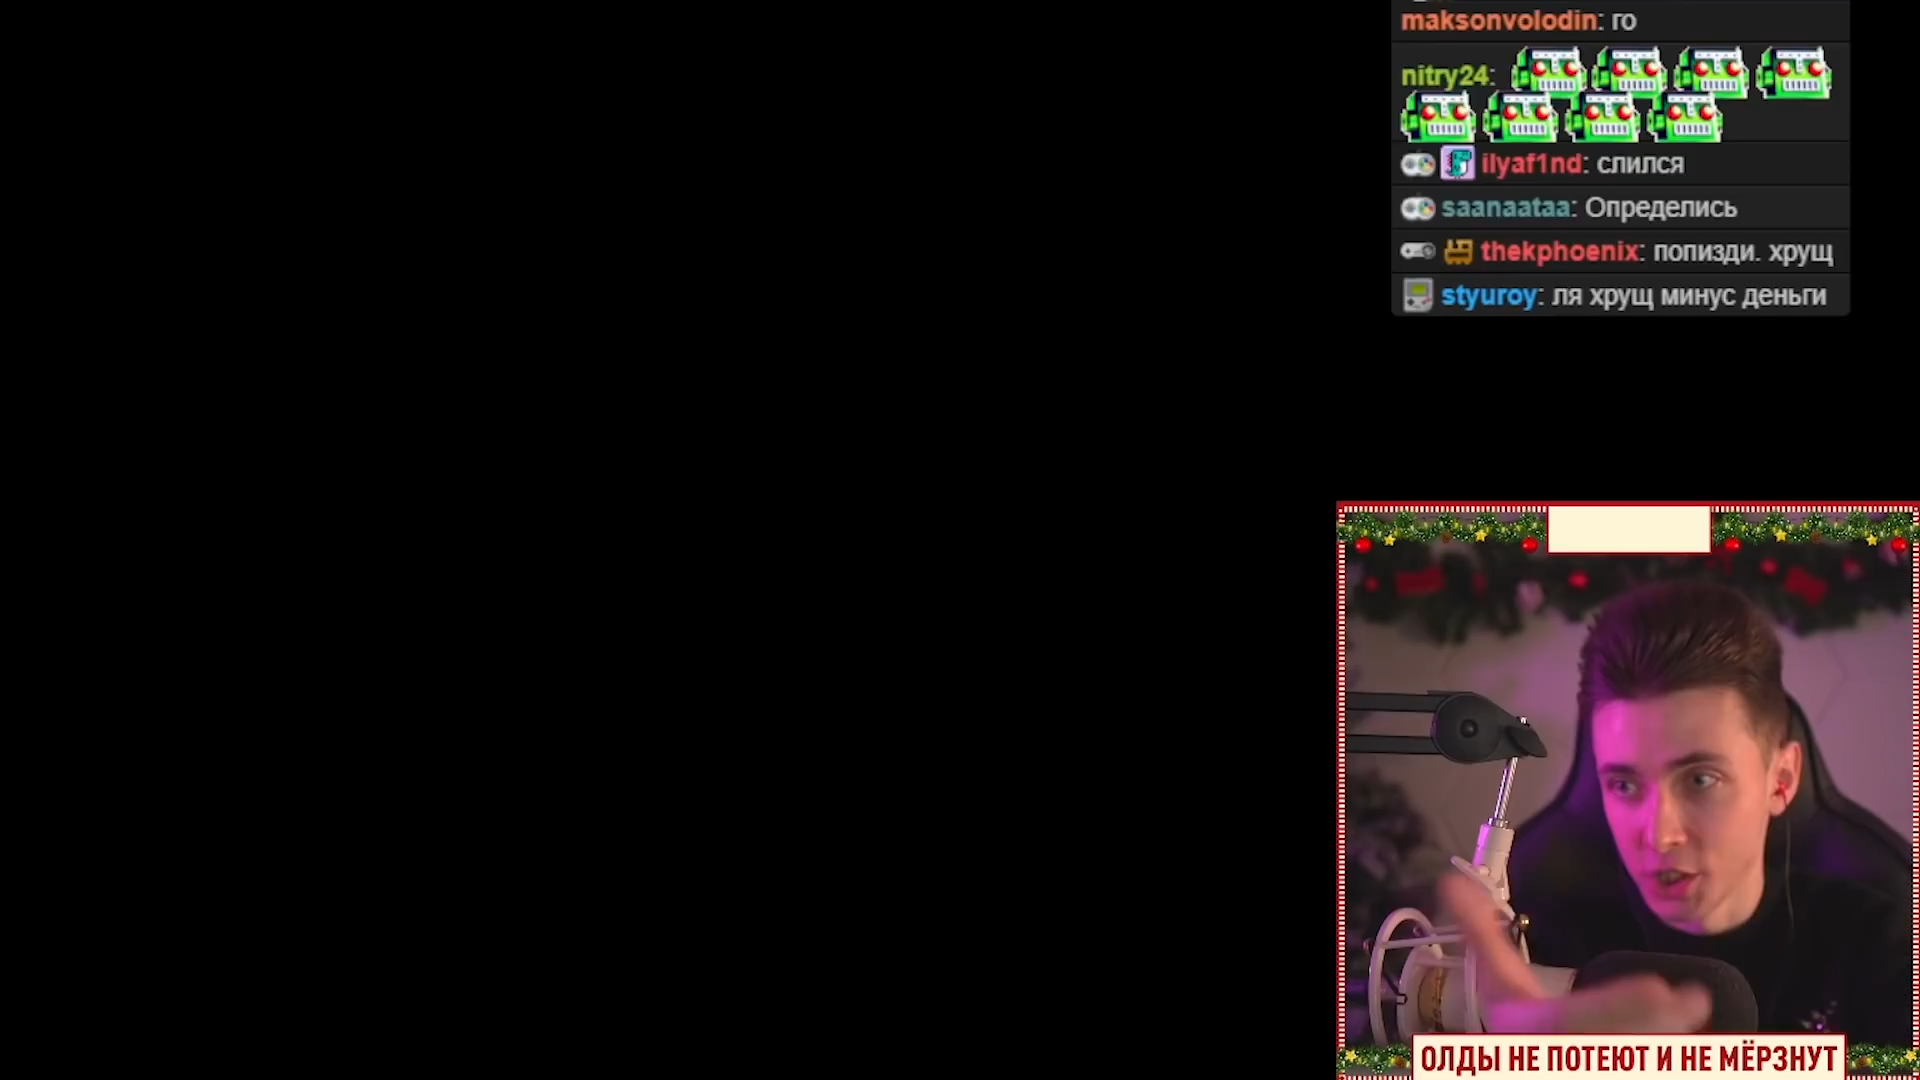 maksonvolodin: го
nitry24:
ilyaf1nd: слился
saanaataa: Определись
thekphoenix: попизди. хрущ
styuroy: ля хрущ минус деньги
ОЛДЫ НЕ ПОТЕЮТ И НЕ МЁРЗНУТ